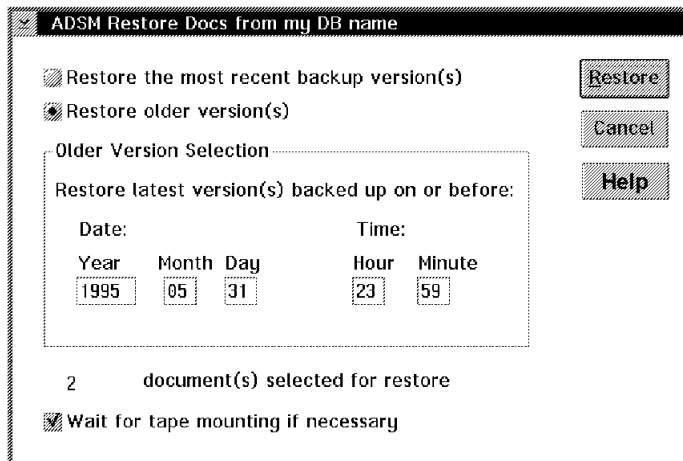 ADSM Restore Docs from my DB name
Restore the most recent backup version(s)
Restore
Restore older version(s)
Cancel
Older Version Selection
Help
Restore latest version(s) backed up on or before:
Date: Time:
Year Month Day Hour Minute
1995 05 31 23 59
2 document(s) selected for restore
Wait for tape mounting if necessary